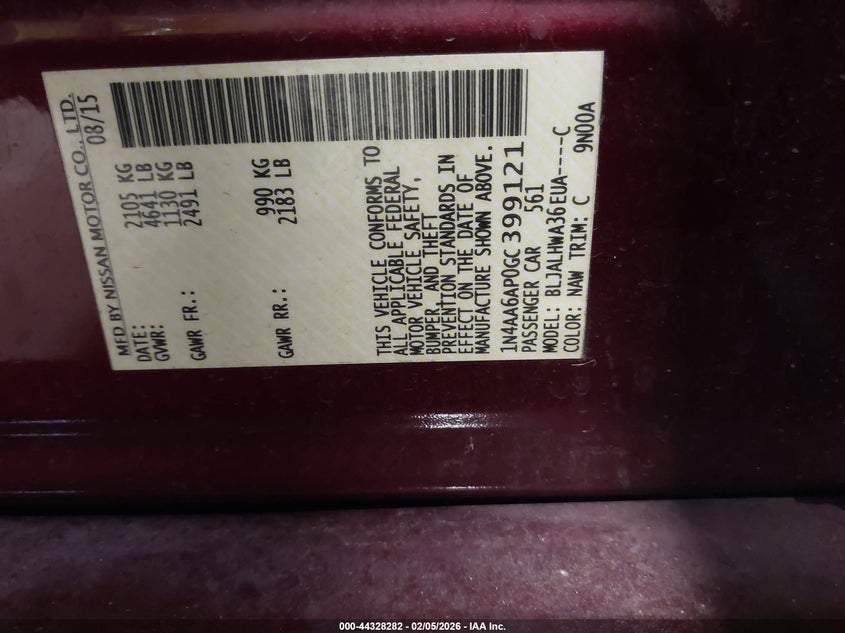 MFD BY NISSAN MOTOR CO., LTD.
DATE: 08/15
GVWR: 2105 KG
4641 LB
GAWR FR.: 1130 KG
2491 LB
GAWR RR.: 990 KG
2183 LB
THIS VEHICLE CONFORMS TO
ALL APPLICABLE FEDERAL
MOTOR VEHICLE SAFETY,
BUMPER, AND THEFT
PREVENTION STANDARDS IN
EFFECT ON THE DATE OF
MANUFACTURE SHOWN ABOVE.
1N4AA6AP0GC399121
PASSENGER CAR 561
MODEL: BLJALHWA36EUA----C
COLOR: NAW TRIM: C 9N00A
000-44328282 - 02/05/2026 - IAA Inc.